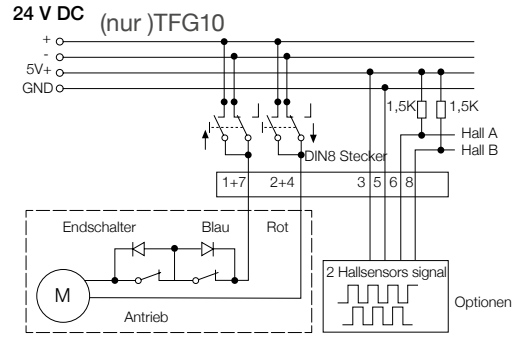 24 V DC (nur )TFG10
+
-
5V+
GND
1,5K 1,5K
Hall A
Hall B
DIN8 Stecker
1+7 2+4 3 5 6 8
Endschalter Blau Rot
2 Hallsensors signal
M
Optionen
Antrieb